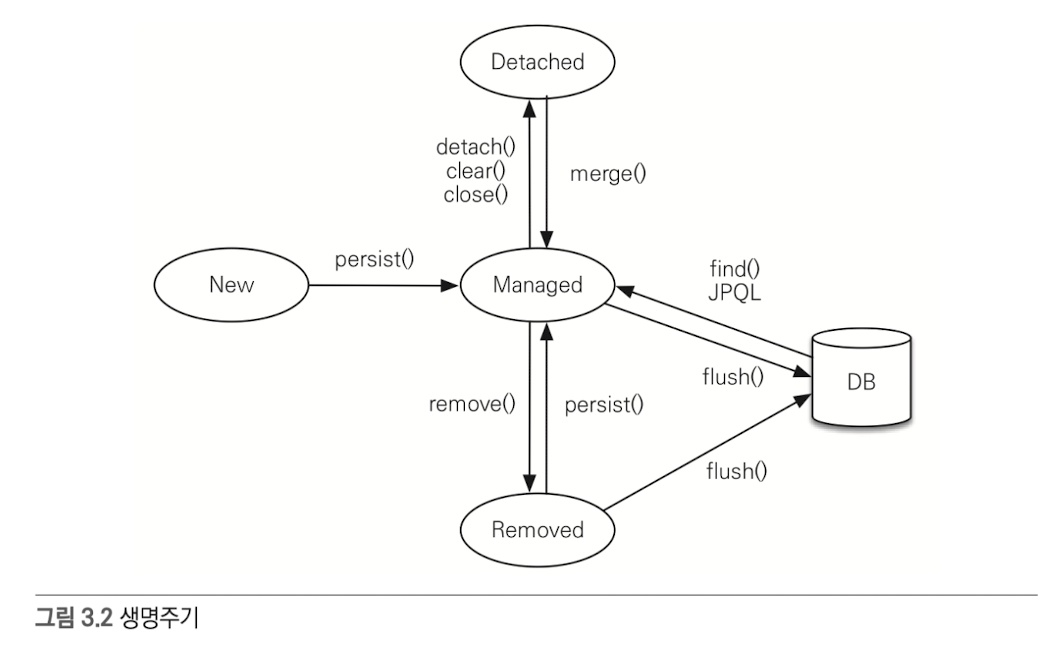 Detached
detach()
clear()
close()
merge()
persist()
New
Managed
find()
JPQL
flush()
DB
remove()
persist()
flush()
Removed
그림 3.2 생명주기